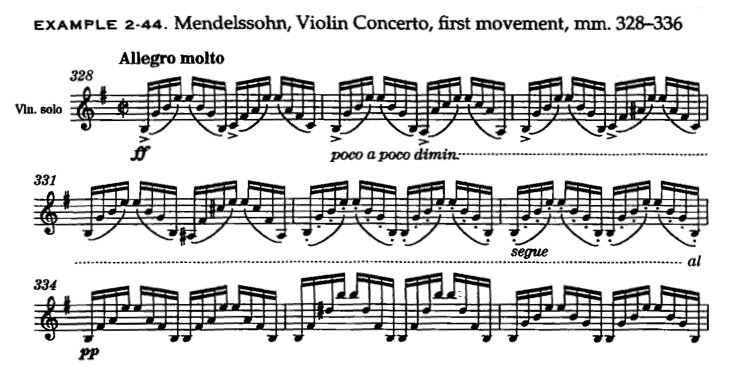 EXAMPLE 2-44. Mendelssohn, Violin Concerto, first movement, mm. 328–336
Allegro molto
328
Vln. solo
ff
poco a poco dimin.
331
segue
al
334
pp